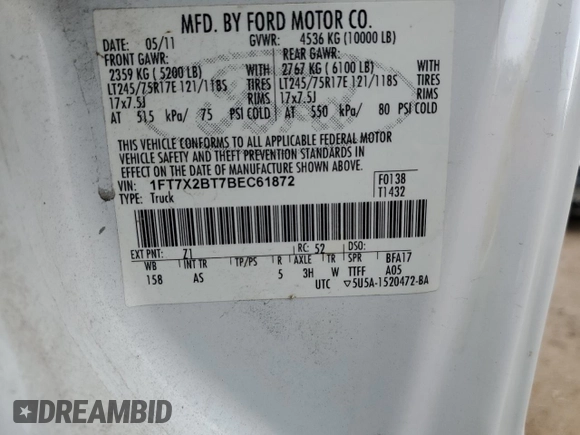 MFD. BY FORD MOTOR CO.
DATE: 05/11 GVWR: 4536 KG (10000 LB)
FRONT GAWR: REAR GAWR:
2359 KG (5200 LB) WITH 2767 KG (6100 LB) WITH
LT245/75R17E 121/118S TIRES LT245/75R17E 121/118S TIRES
17x7.5J RIMS 17x7.5J RIMS
AT 515 kPa/ 75 PSI COLD AT 550 kPa/ 80 PSI COLD
THIS VEHICLE CONFORMS TO ALL APPLICABLE FEDERAL MOTOR
VEHICLE SAFETY AND THEFT PREVENTION STANDARDS IN
EFFECT ON THE DATE OF MANUFACTURE SHOWN ABOVE.
VIN: 1FT7X2BT7BEC61872 F0138
TYPE: Truck T1432
EXT PNT: Z1 RC: 52 DSO:
WB INT TR TP/PS R AXLE TR SPR BFA17
158 AS 5 3H W TTFF A05
UTC ▽5U5A-1520472-BA
DREAMBID